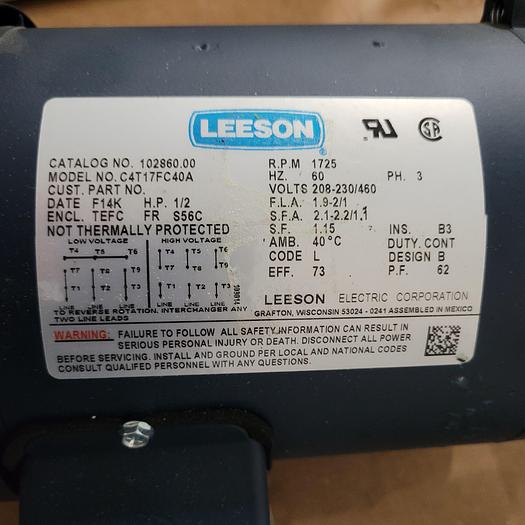 LEESON
CATALOG NO. 102860.00
MODEL NO. C4T17FC40A
CUST. PART NO.
DATE F14K H.P. 1/2
ENCL. TEFC FR S56C
NOT THERMALLY PROTECTED
R.P.M 1725
HZ. 60 PH. 3
VOLTS 208-230/460
F.L.A. 1.9-2/1
S.F.A. 2.1-2.2/1.1
S.F. 1.15 INS. B3
AMB. 40°C DUTY. CONT
CODE L DESIGN B
EFF. 73 P.F. 62
LOW VOLTAGE HIGH VOLTAGE
T4 T5 T6 T4 T5 T6
T7 T8 T9 T7 T8 T9
T1 T2 T3 T1 T2 T3
LINE LINE LINE LINE LINE LINE
TO REVERSE ROTATION, INTERCHANGER ANY
TWO LINE LEADS
LEESON ELECTRIC CORPORATION
GRAFTON, WISCONSIN 53024 - 0241 ASSEMBLED IN MEXICO
WARNING: FAILURE TO FOLLOW ALL SAFETY INFORMATION CAN RESULT IN
SERIOUS PERSONAL INJURY OR DEATH. DISCONNECT ALL POWER
BEFORE SERVICING. INSTALL AND GROUND PER LOCAL AND NATIONAL CODES
CONSULT QUALIFED PERSONNEL WITH ANY QUESTIONS.